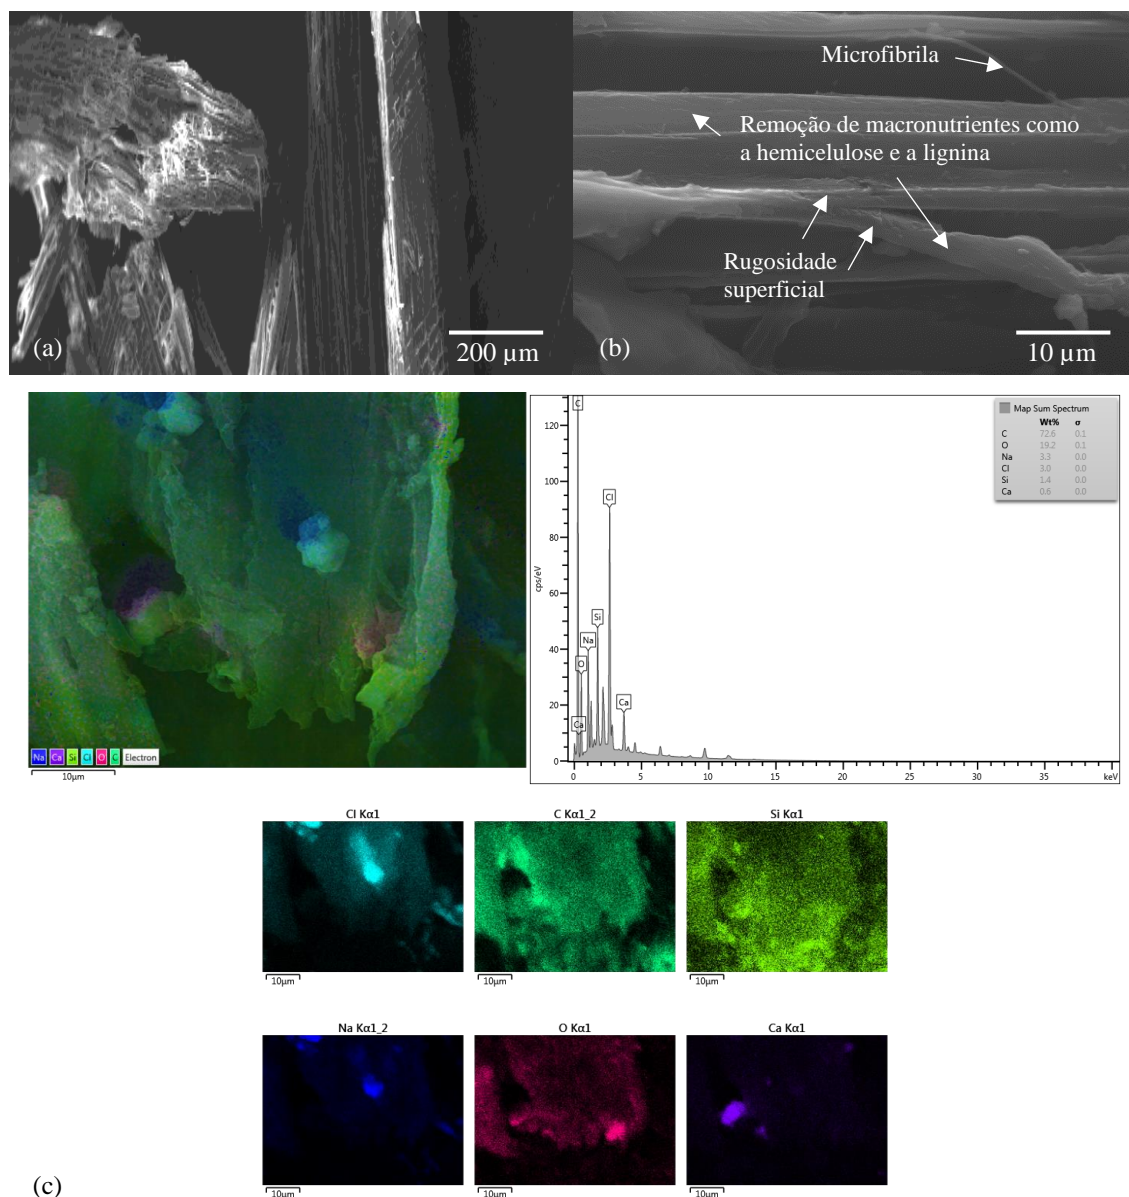 Microfibrila
Remoção de macronutrientes como
a hemicelulose e a lignina
Rugosidade
superficial
(a)
200 µm
(b)
10 µm
Na Ca Si Cl O C Electron
10µm
cps/eV
120
100
80
60
40
20
0
C
Cl
Si
Na
O
Ca
Ca
0 5 10 15 20 25 30 35 keV
Map Sum Spectrum
Wt% σ
C 72.6 0.1
O 19.2 0.1
Na 3.3 0.0
Cl 3.0 0.0
Si 1.4 0.0
Ca 0.6 0.0
Cl Kα1
C Kα1_2
Si Kα1
10µm
10µm
10µm
Na Kα1_2
O Kα1
Ca Kα1
10µm
10µm
10µm
(c)